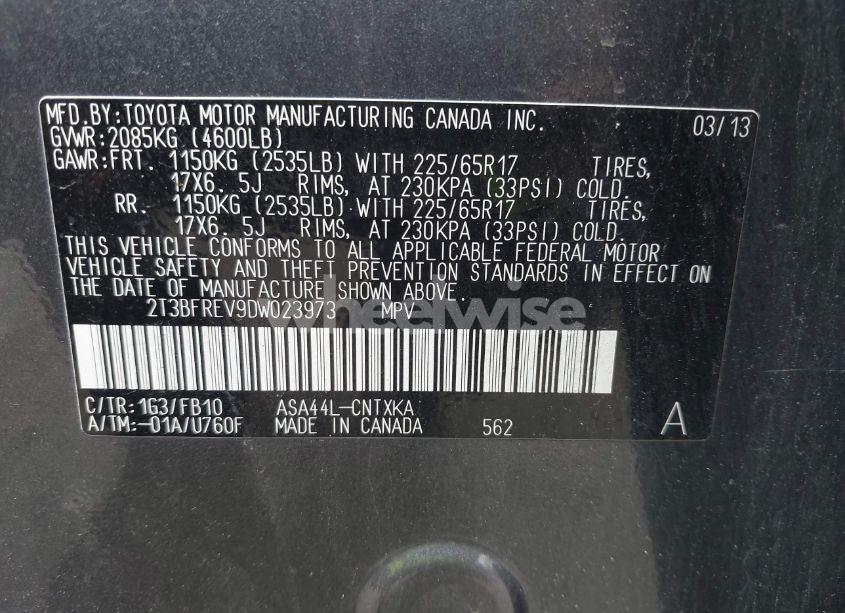 MFD.BY:TOYOTA MOTOR MANUFACTURING CANADA INC. 03/13
GVWR:2085KG (4600LB)
GAWR:FRT. 1150KG (2535LB) WITH 225/65R17 TIRES,
17X6. 5J RIMS, AT 230KPA (33PSI) COLD.
RR. 1150KG (2535LB) WITH 225/65R17 TIRES,
17X6. 5J RIMS, AT 230KPA (33PSI) COLD.
THIS VEHICLE CONFORMS TO ALL APPLICABLE FEDERAL MOTOR
VEHICLE SAFETY AND THEFT PREVENTION STANDARDS IN EFFECT ON
THE DATE OF MANUFACTURE SHOWN ABOVE.
2T3BFREV9DW023973 MPV
wheelwise
C/TR:1G3/FB10 ASA44L-CNTXKA
A/TM:-01A/U760F MADE IN CANADA 562 A